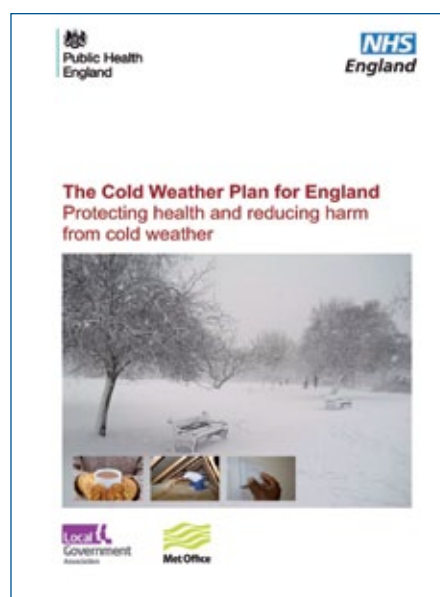 Public Health
England
NHS
England
The Cold Weather Plan for England
Protecting health and reducing harm
from cold weather
Local
Government
Association
Met Office